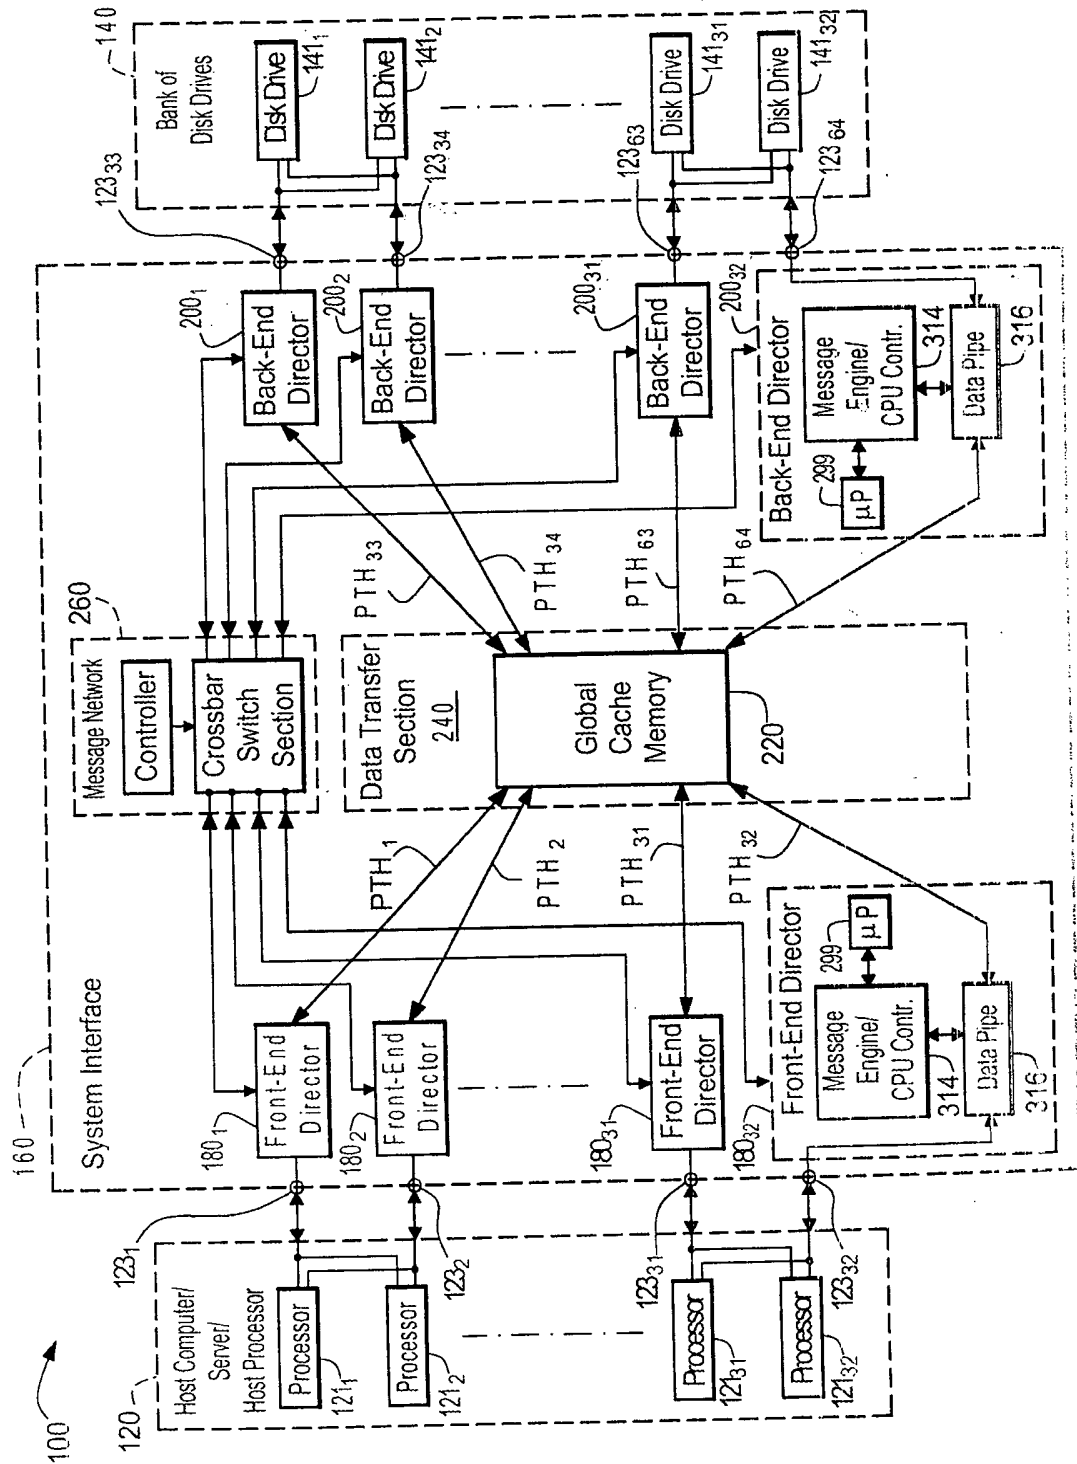 100
120
Host Computer/
Server/
Host Processor
Processor
121₁
Processor
121₂
Processor
121₃₁
Processor
121₃₂
123₁
123₂
123₃₁
123₃₂
160
System Interface
Front-End
Director
180₁
Front-End
Director
180₂
Front-End
Director
180₃₁
180₃₂
Front-End Director
Message
Engine/
CPU Contr.
299
μP
314
Data Pipe
316
PTH₁
PTH₂
PTH₃₁
PTH₃₂
Message Network
260
Controller
Crossbar
Switch
Section
Data Transfer
Section
240
Global
Cache
Memory
220
PTH₃₃
PTH₃₄
PTH₆₃
PTH₆₄
Back-End
Director
200₁
Back-End
Director
200₂
Back-End
Director
200₃₁
200₃₂
Back-End Director
299
μP
Message
Engine/
CPU Contr.
314
Data Pipe
316
123₃₃
123₃₄
123₆₃
123₆₄
140
Bank of
Disk Drives
Disk Drive
141₁
Disk Drive
141₂
Disk Drive
141₃₁
Disk Drive
141₃₂